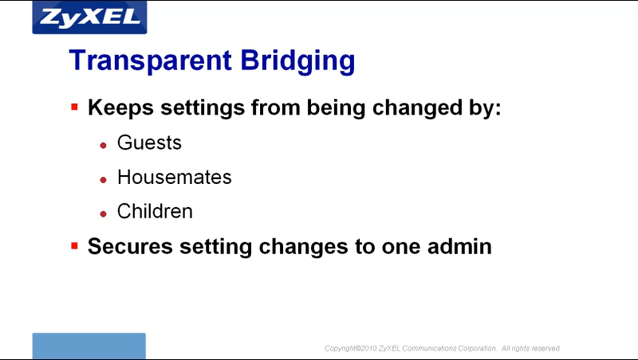 ZyXEL
Transparent Bridging
Keeps settings from being changed by:
Guests
Housemates
Children
Secures setting changes to one admin
Copyright©2010 ZyXEL Communications Corporation. All rights reserved.